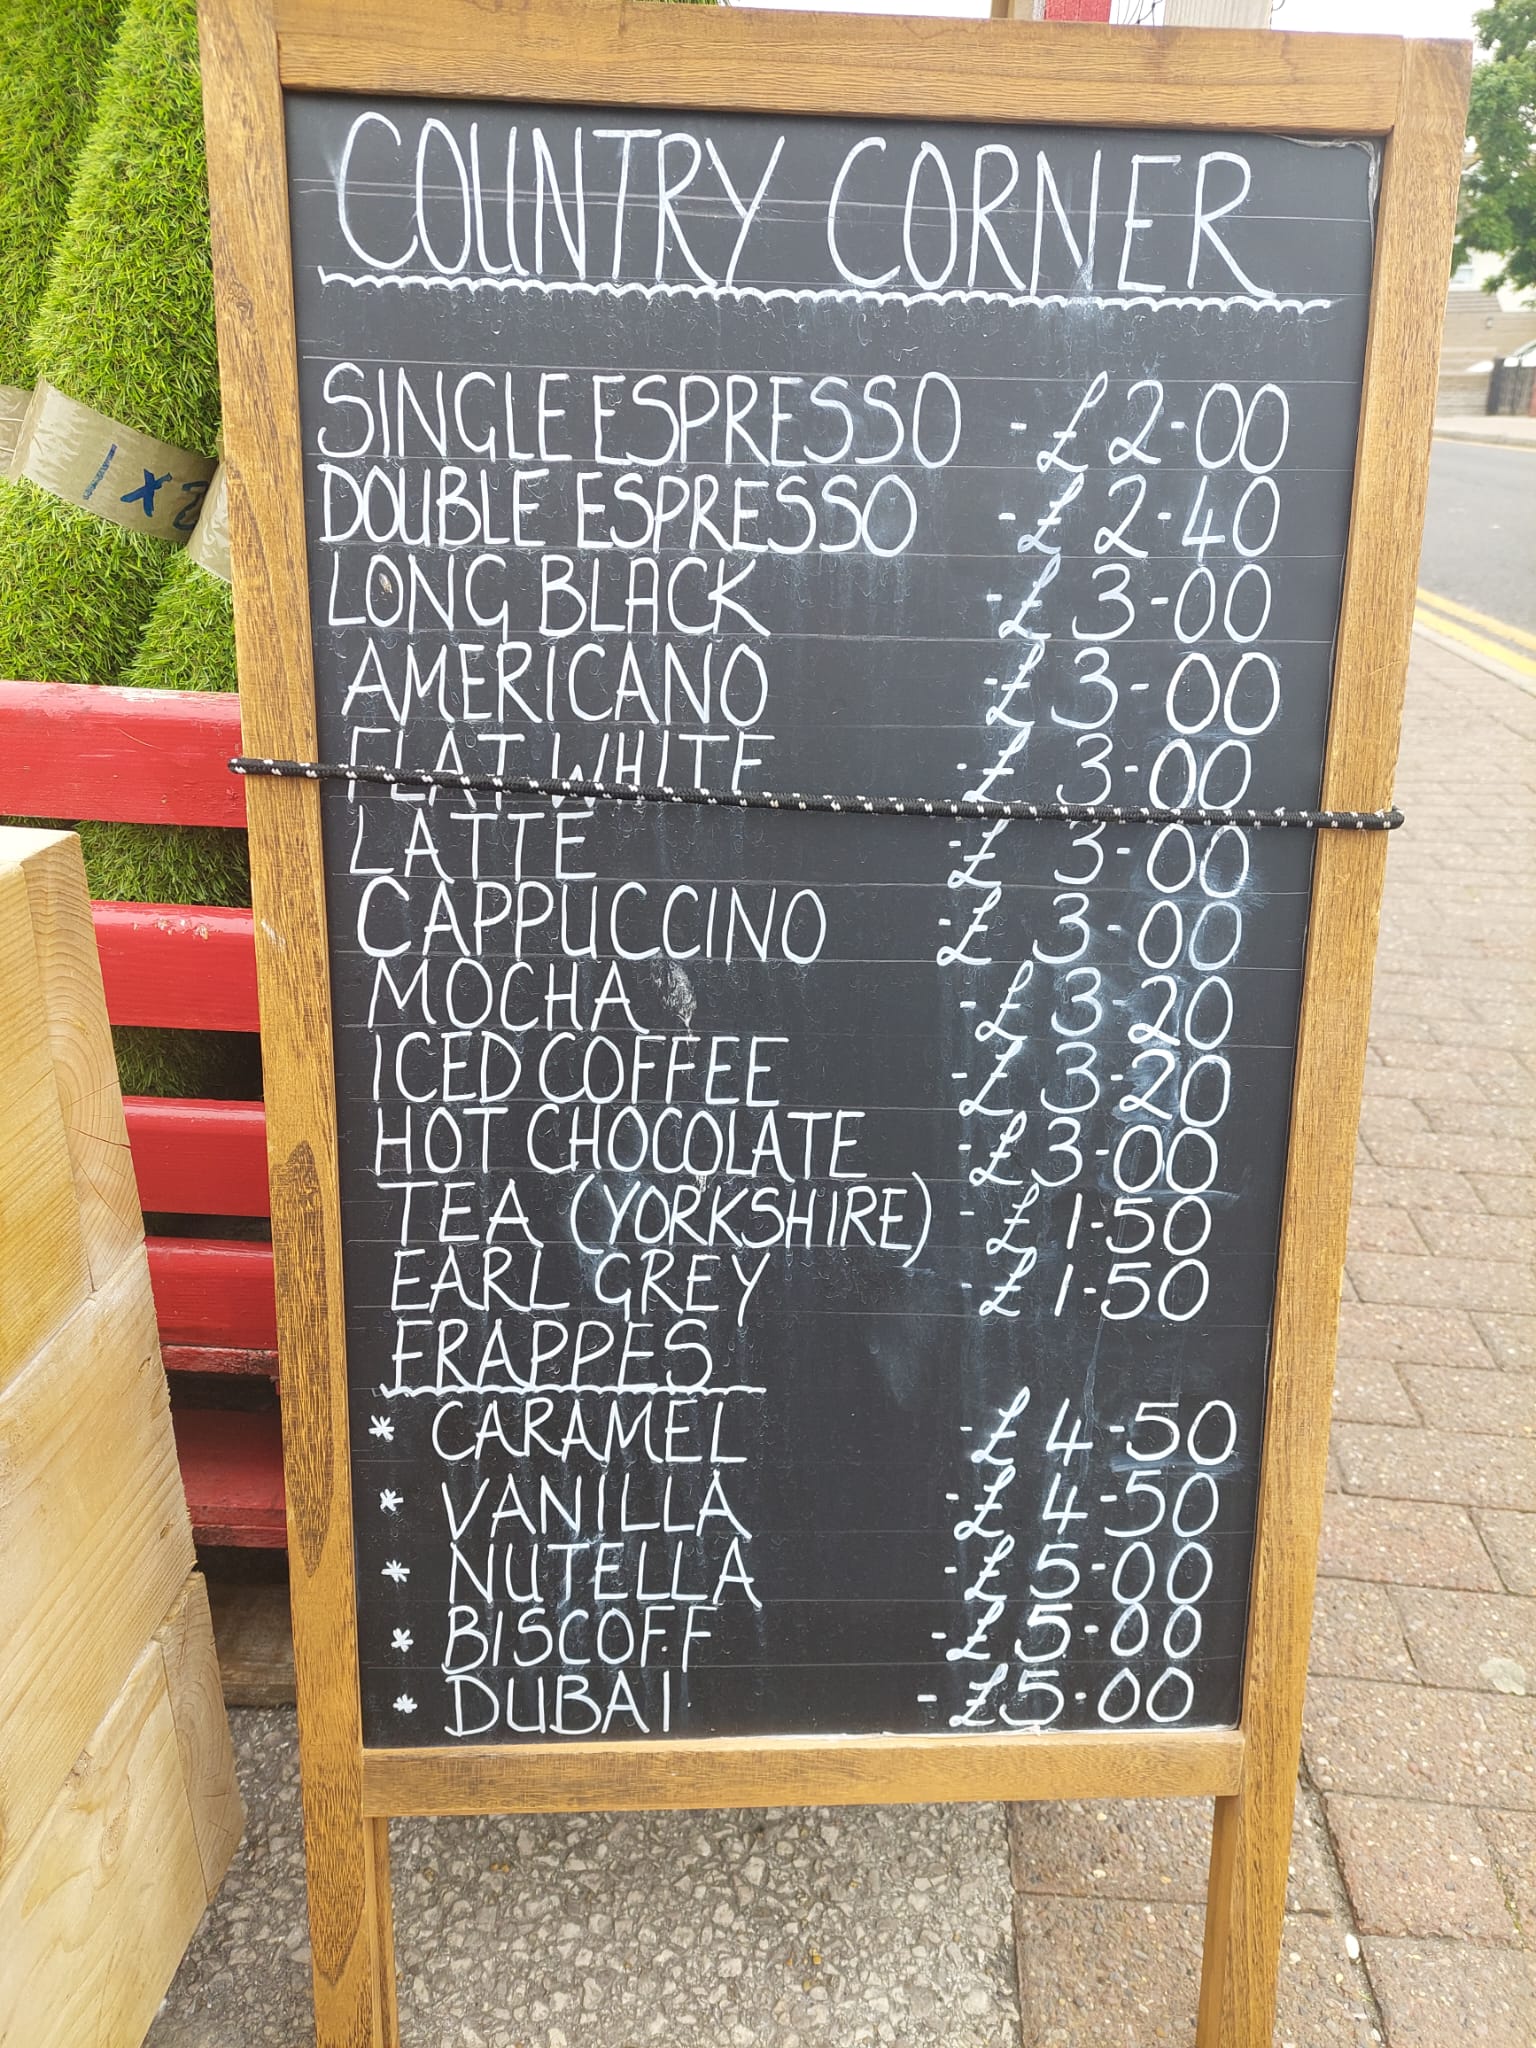 COUNTRY CORNER
SINGLE ESPRESSO - £2-00
DOUBLE ESPRESSO - £2-40
LONG BLACK - £3-00
AMERICANO - £3-00
FLAT WHITE - £3-00
LATTE - £3-00
CAPPUCCINO - £3-00
MOCHA - £3-20
ICED COFFEE - £3-20
HOT CHOCOLATE - £3-00
TEA (YORKSHIRE) - £1-50
EARL GREY - £1-50
FRAPPES
* CARAMEL - £4-50
* VANILLA - £4-50
* NUTELLA - £5-00
* BISCOFF - £5-00
* DUBAI - £5-00
1 x